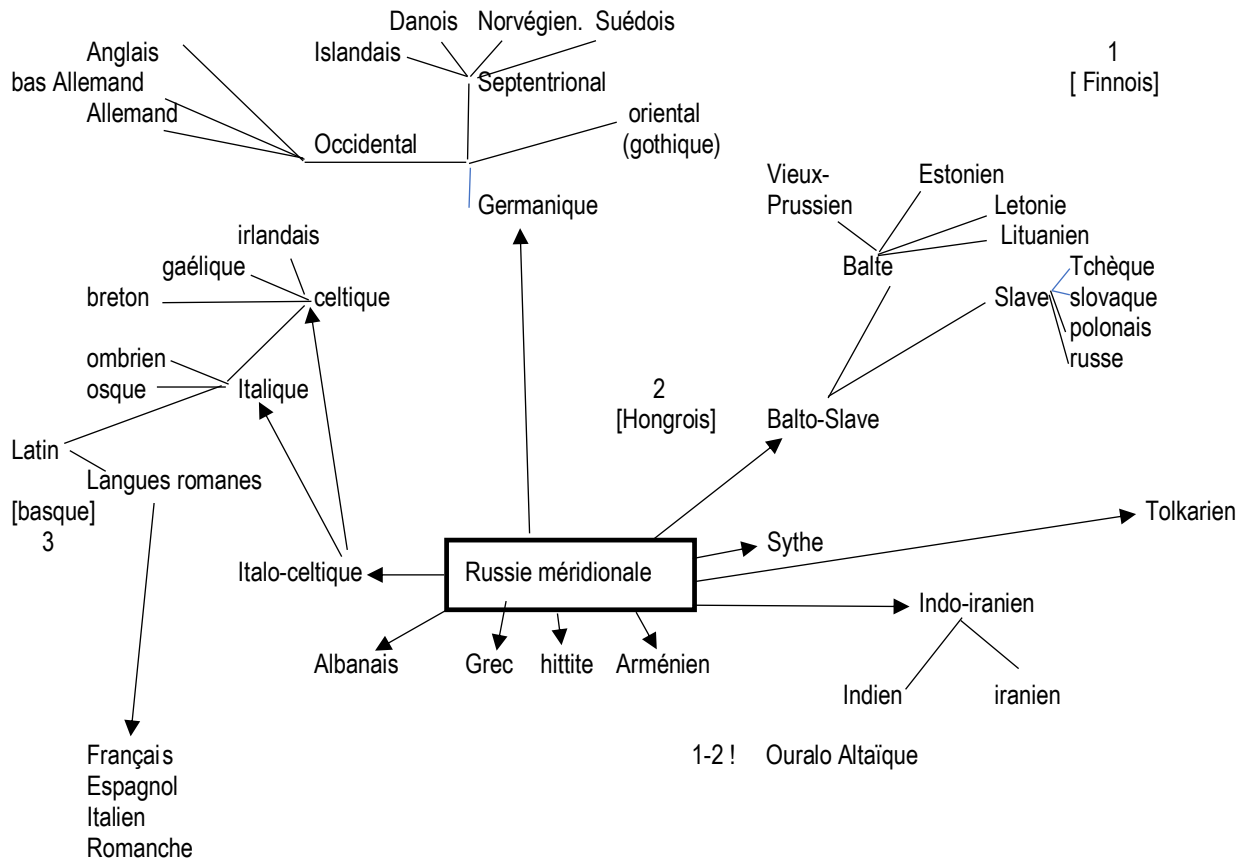 Danois Norvégien. Suédois
Anglais
Islandais
1
bas Allemand
Septentrional
[ Finnois]
Allemand
oriental
Occidental
(gothique)
Vieux-
Prussien
Estonien
Germanique
Letonie
irlandais
Lituanien
gaélique
Balte
Tchèque
breton
celtique
Slave
slovaque
polonais
ombrien
russe
osque
Italique
2
[Hongrois]
Balto-Slave
Latin
Langues romanes
[basque]
3
Tolkarien
Sythe
Italo-celtique
Russie méridionale
Indo-iranien
Albanais
Grec
hittite
Arménien
Indien
iranien
Français
Espagnol
Italien
Romanche
1-2 ! Ouralo Altaïque